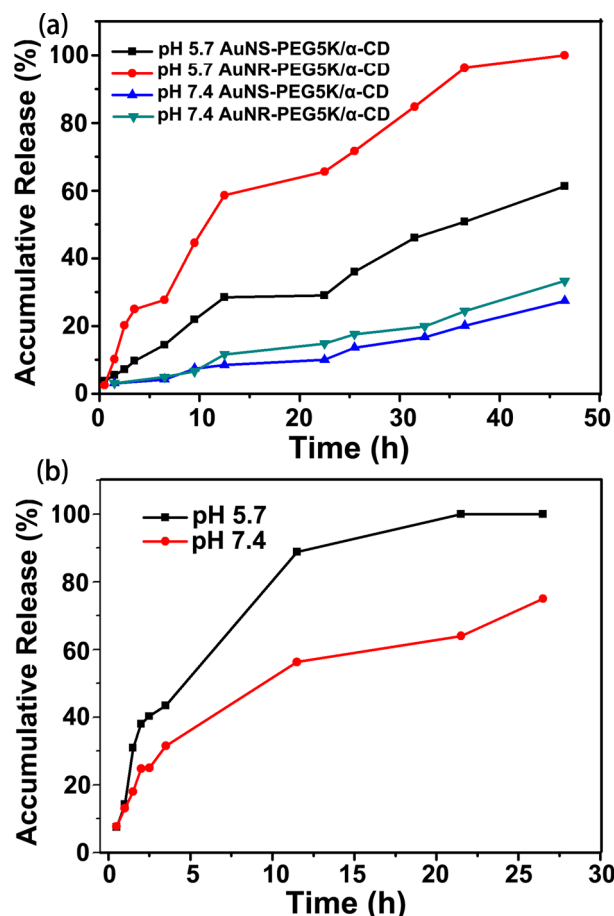 (a)
pH 5.7 AuNS-PEG5K/α-CD
pH 5.7 AuNR-PEG5K/α-CD
pH 7.4 AuNS-PEG5K/α-CD
pH 7.4 AuNR-PEG5K/α-CD
Accumulative Release (%)
100
80
60
40
20
0
0 10 20 30 40 50
Time (h)
(b)
pH 5.7
pH 7.4
Accumulative Release (%)
100
80
60
40
20
0
0 5 10 15 20 25 30
Time (h)